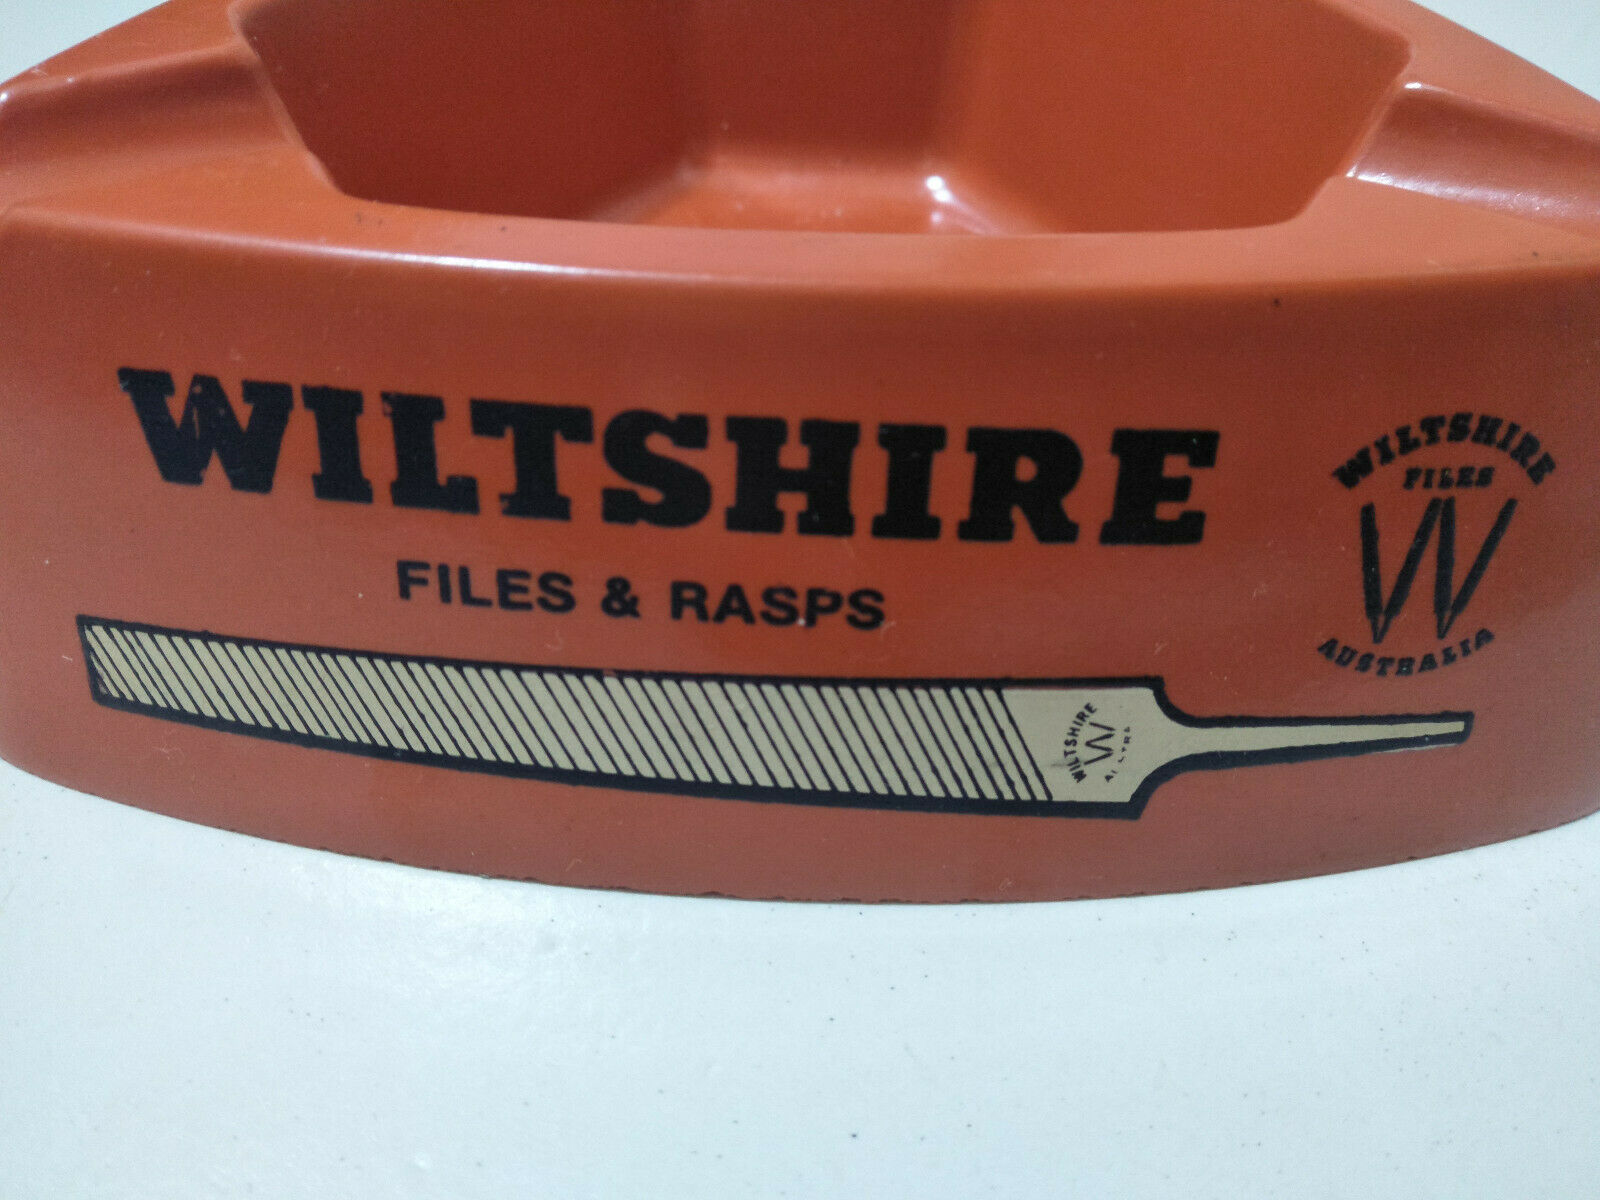 WILTSHIRE
FILES & RASPS
WILTSHIRE
FILES
W
AUSTRALIA
WILTSHIRE
W